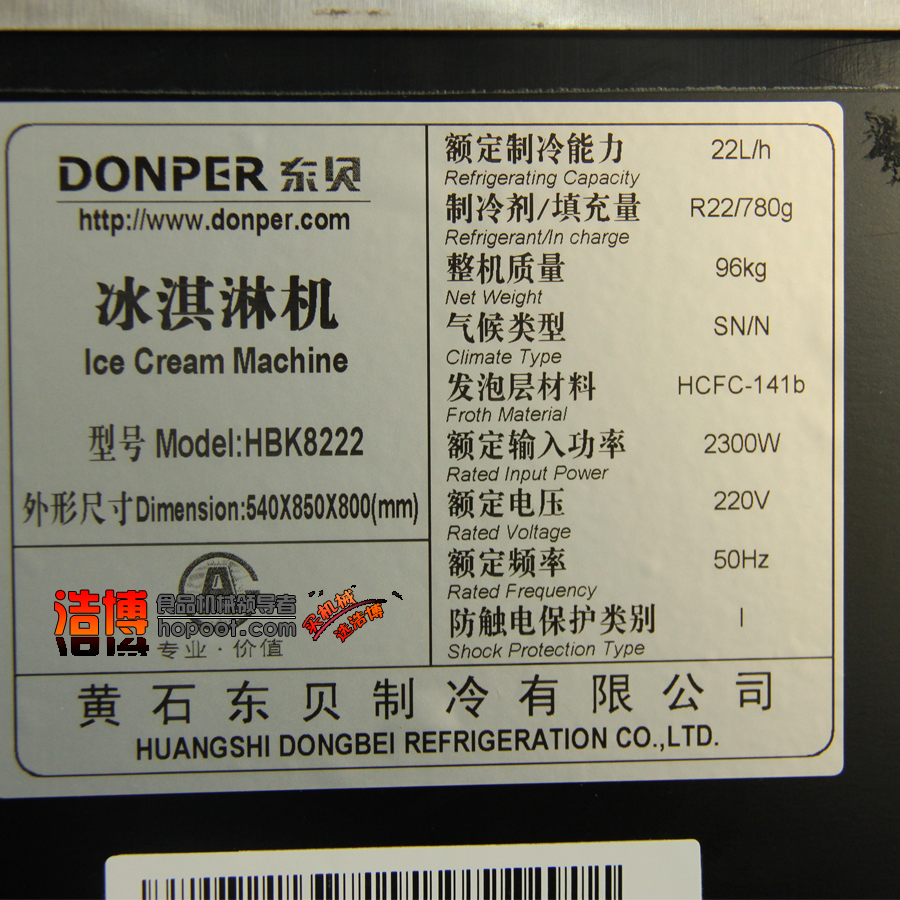 DONPER 东贝
http://www.donper.com
冰淇淋机
Ice Cream Machine
型号 Model:HBK8222
外形尺寸Dimension:540X850X800(mm)
额定制冷能力 22L/h
Refrigerating Capacity
制冷剂/填充量 R22/780g
Refrigerant/In charge
整机质量 96kg
Net Weight
气候类型 SN/N
Climate Type
发泡层材料 HCFC-141b
Froth Material
额定输入功率 2300W
Rated Input Power
额定电压 220V
Rated Voltage
额定频率 50Hz
Rated Frequency
防触电保护类别 I
Shock Protection Type
浩博 食品机械领导者
hopoot.com
专业·价值
买机械
选浩博
黄石东贝制冷有限公司
HUANGSHI DONGBEI REFRIGERATION CO.,LTD.